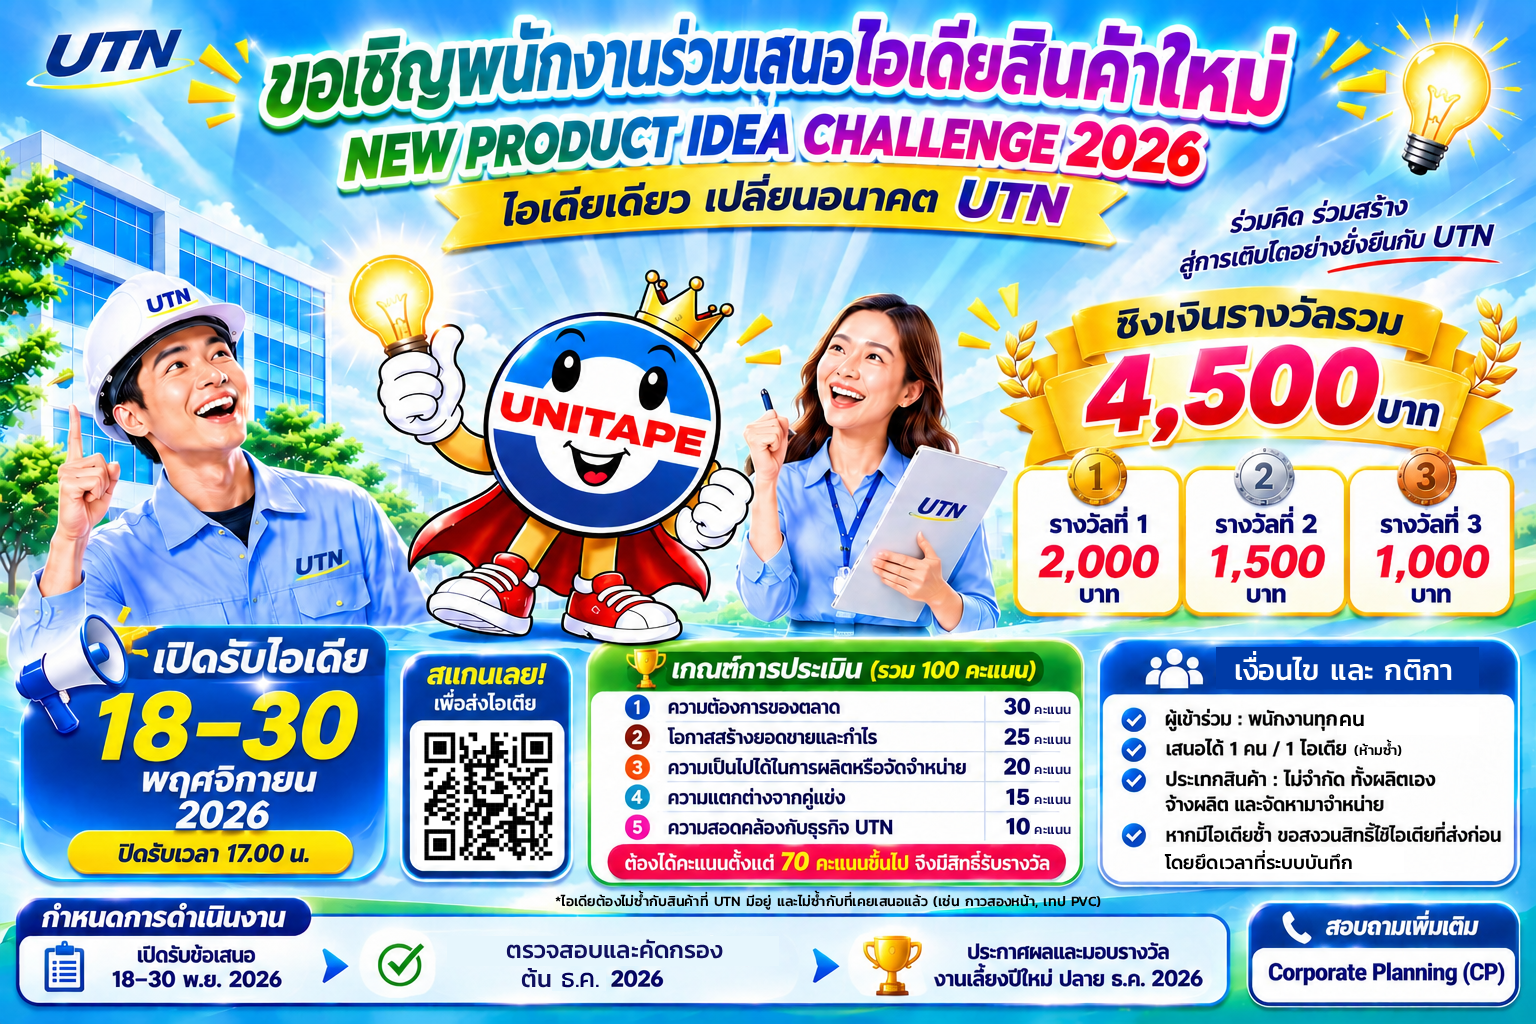 UTN
ขอเชิญพนักงานร่วมเสนอไอเดียสินค้าใหม่
NEW PRODUCT IDEA CHALLENGE 2026
ไอเดียเดียว เปลี่ยนอนาคต UTN
ร่วมคิด ร่วมสร้าง
สู่การเติบโตอย่างยั่งยืนกับ UTN
UTN
UTN
UNITAPE
UTN
ชิงเงินรางวัลรวม
4,500 บาท
1
รางวัลที่ 1
2,000
บาท
2
รางวัลที่ 2
1,500
บาท
3
รางวัลที่ 3
1,000
บาท
เปิดรับไอเดีย
18-30
พฤศจิกายน
2026
ปิดรับเวลา 17.00 น.
สแกนเลย!
เพื่อส่งไอเดีย
เกณฑ์การประเมิน (รวม 100 คะแนน)
1 ความต้องการของตลาด 30 คะแนน
2 โอกาสสร้างยอดขายและกำไร 25 คะแนน
3 ความเป็นไปได้ในการผลิตหรือจัดจำหน่าย 20 คะแนน
4 ความแตกต่างจากคู่แข่ง 15 คะแนน
5 ความสอดคล้องกับธุรกิจ UTN 10 คะแนน
ต้องได้คะแนนตั้งแต่ 70 คะแนนขึ้นไป จึงมีสิทธิ์รับรางวัล
เงื่อนไข และ กติกา
ผู้เข้าร่วม : พนักงานทุกคน
เสนอได้ 1 คน / 1 ไอเดีย (ห้ามซ้ำ)
ประเภทสินค้า : ไม่จำกัด ทั้งผลิตเอง
จ้างผลิต และจัดหามาจำหน่าย
หากมีไอเดียซ้ำ ขอสงวนสิทธิ์ใช้ไอเดียที่ส่งก่อน
โดยยึดเวลาที่ระบบบันทึก
*ไอเดียต้องไม่ซ้ำกับสินค้าที่ UTN มีอยู่ และไม่ซ้ำกับที่เคยเสนอแล้ว (เช่น กาวสองหน้า, เทป PVC)
กำหนดการดำเนินงาน
เปิดรับข้อเสนอ
18-30 พ.ย. 2026
ตรวจสอบและคัดกรอง
ต้น ธ.ค. 2026
ประกาศผลและมอบรางวัล
งานเลี้ยงปีใหม่ ปลาย ธ.ค. 2026
สอบถามเพิ่มเติม
Corporate Planning (CP)